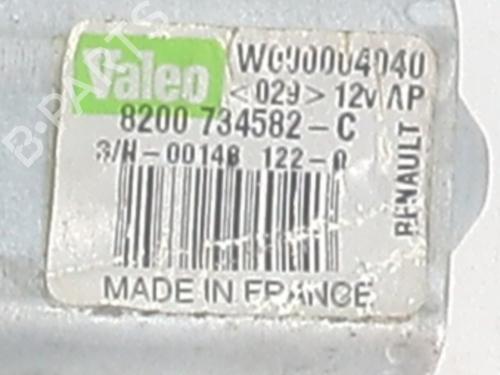 Valeo
W000004040
<029> 12V AP
8200 734582-C
S/N-00148 122-0
RENAULT
MADE IN FRANCE
B-PARTS